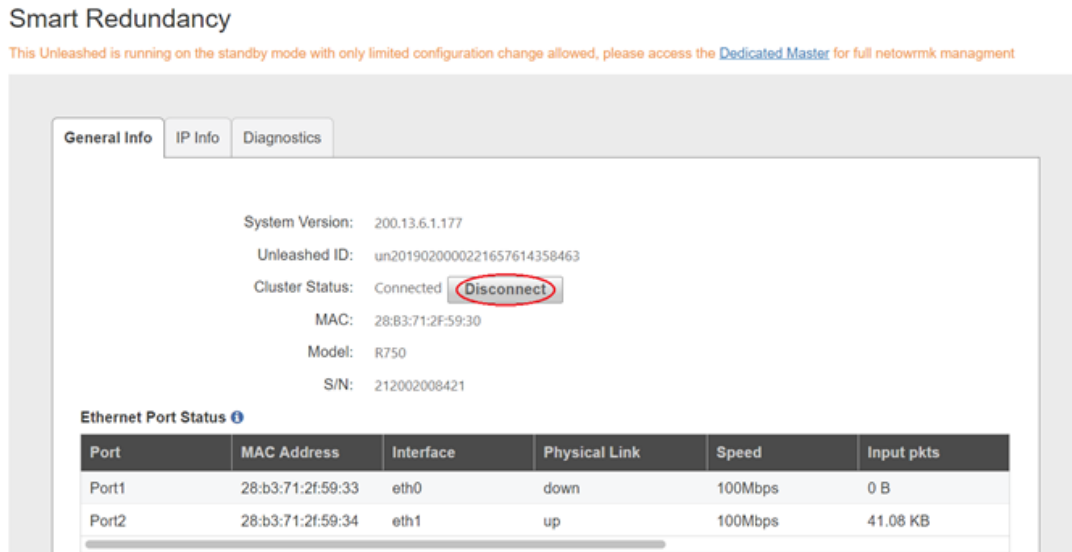 Smart Redundancy
This Unleashed is running on the standby mode with only limited configuration change allowed, please access the Dedicated Master for full netowrmk managment
General Info IP Info Diagnostics
System Version: 200.13.6.1.177
Unleashed ID: un2019020000221657614358463
Cluster Status: Connected Disconnect
MAC: 28:B3:71:2F:59:30
Model: R750
S/N: 212002008421
Ethernet Port Status
Port MAC Address Interface Physical Link Speed Input pkts
Port1 28:b3:71:2f:59:33 eth0 down 100Mbps 0 B
Port2 28:b3:71:2f:59:34 eth1 up 100Mbps 41.08 KB